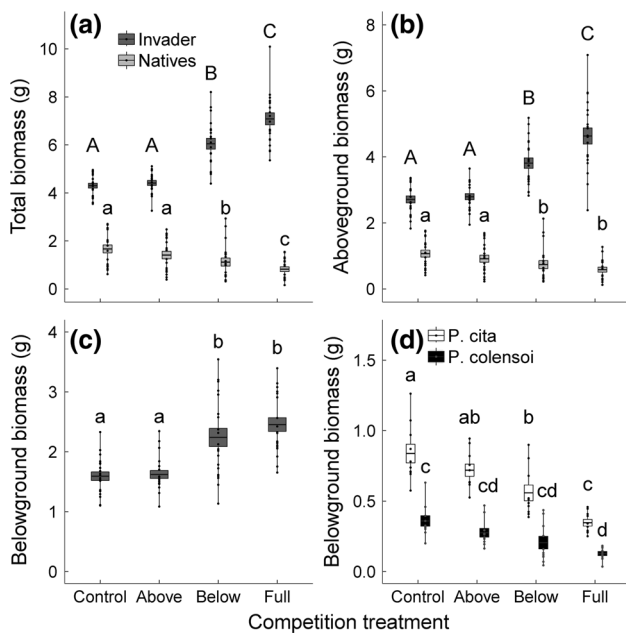 (a)
Invader
Natives
Total biomass (g)
10
8
6
4
2
0
A
A
B
C
a
a
b
c
(b)
Aboveground biomass (g)
8
6
4
2
0
A
A
B
C
a
a
b
b
(c)
Belowground biomass (g)
4
3
2
1
0
a
a
b
b
Control
Above
Below
Full
(d)
P. cita
P. colensoi
Belowground biomass (g)
1.5
1.0
0.5
0.0
a
ab
b
c
c
cd
cd
d
Control
Above
Below
Full
Competition treatment